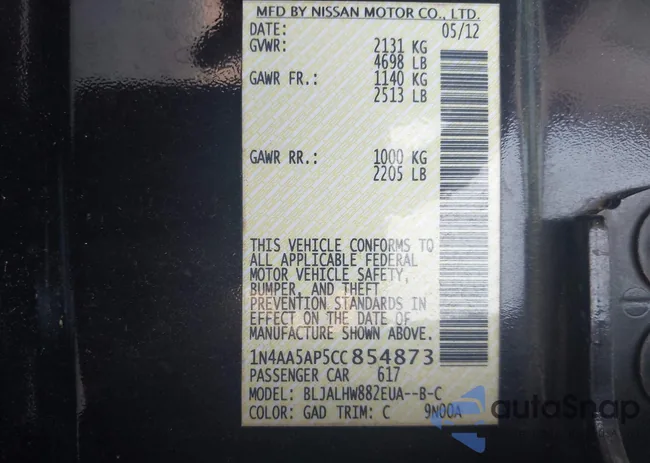 MFD BY NISSAN MOTOR CO., LTD.
DATE: 05/12
GVWR: 2131 KG
4698 LB
GAWR FR.: 1140 KG
2513 LB
GAWR RR.: 1000 KG
2205 LB
THIS VEHICLE CONFORMS TO
ALL APPLICABLE FEDERAL
MOTOR VEHICLE SAFETY,
BUMPER, AND THEFT
PREVENTION STANDARDS IN
EFFECT ON THE DATE OF
MANUFACTURE SHOWN ABOVE.
1N4AA5AP5CC854873
PASSENGER CAR 617
MODEL: BLJALHW882EUA--B-C
COLOR: GAD TRIM: C 9N00A
autoSnap